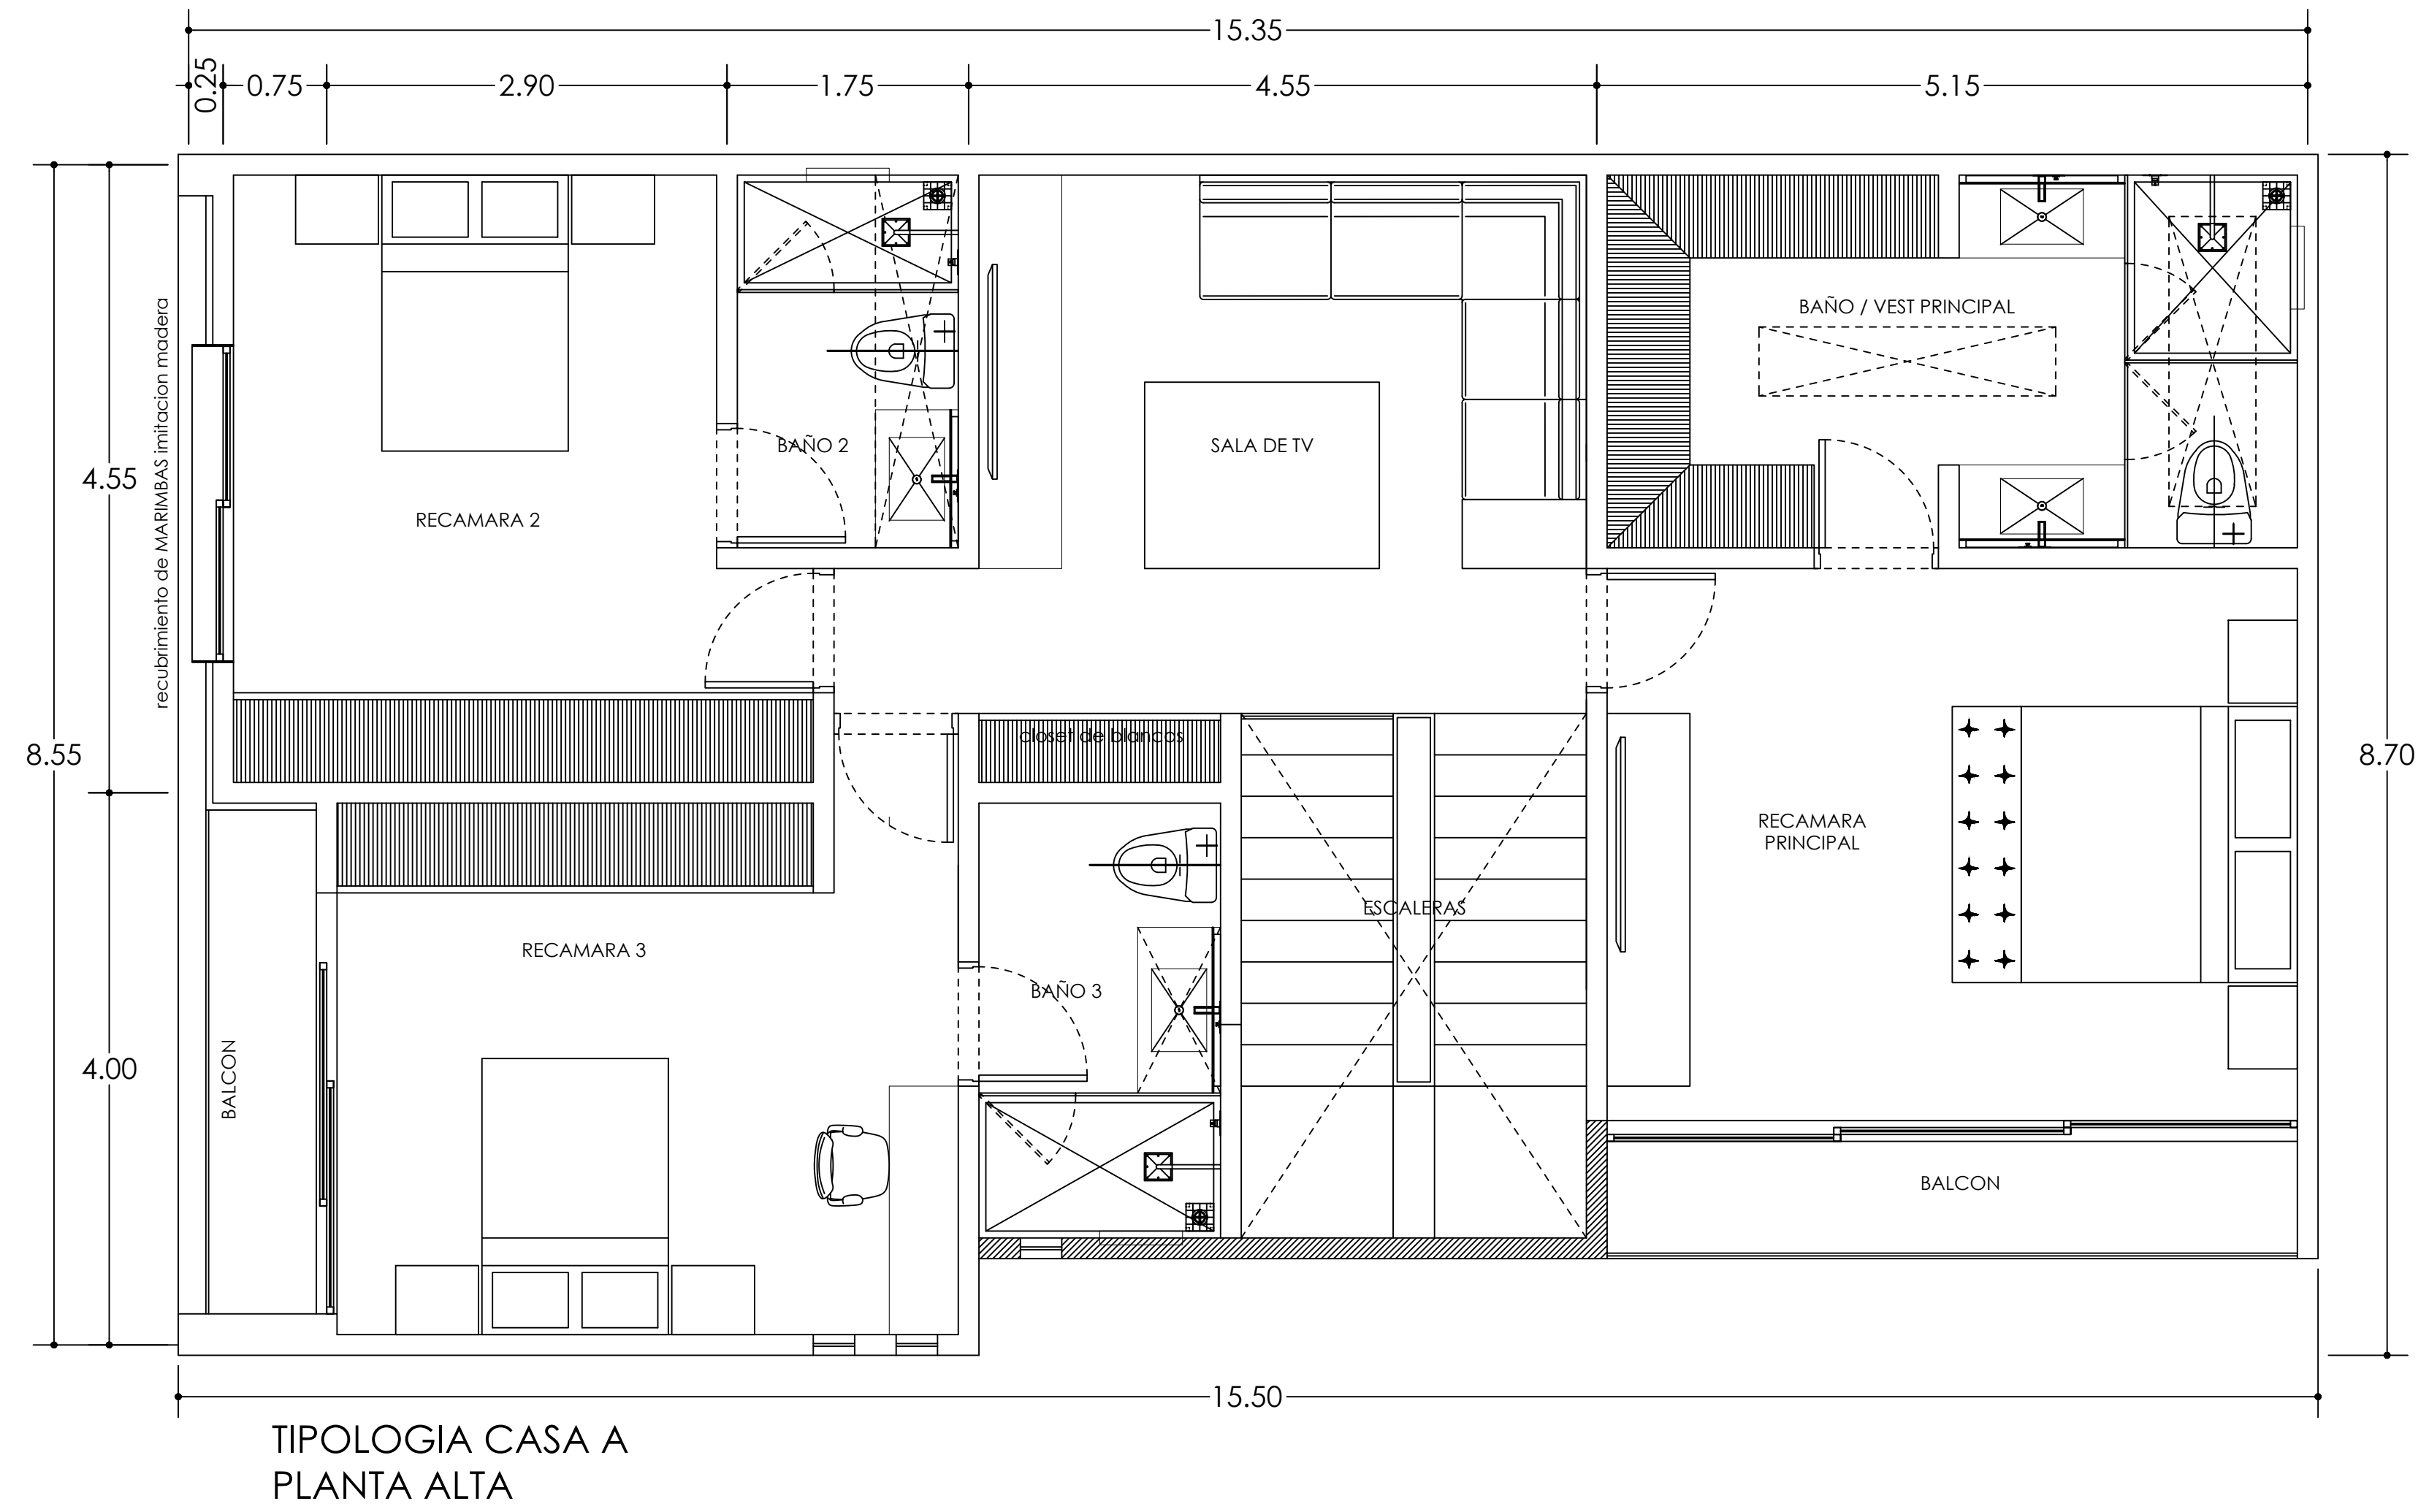 15.35
0.25
0.75
2.90
1.75
4.55
5.15
recubrimiento de MARIMBAS imitacion madera
BAÑO / VEST PRINCIPAL
BAÑO 2
SALA DE TV
4.55
RECAMARA 2
closet de blancos
8.55
8.70
RECAMARA
PRINCIPAL
ESCALERAS
RECAMARA 3
BAÑO 3
4.00
BALCON
BALCON
15.50
TIPOLOGIA CASA A
PLANTA ALTA